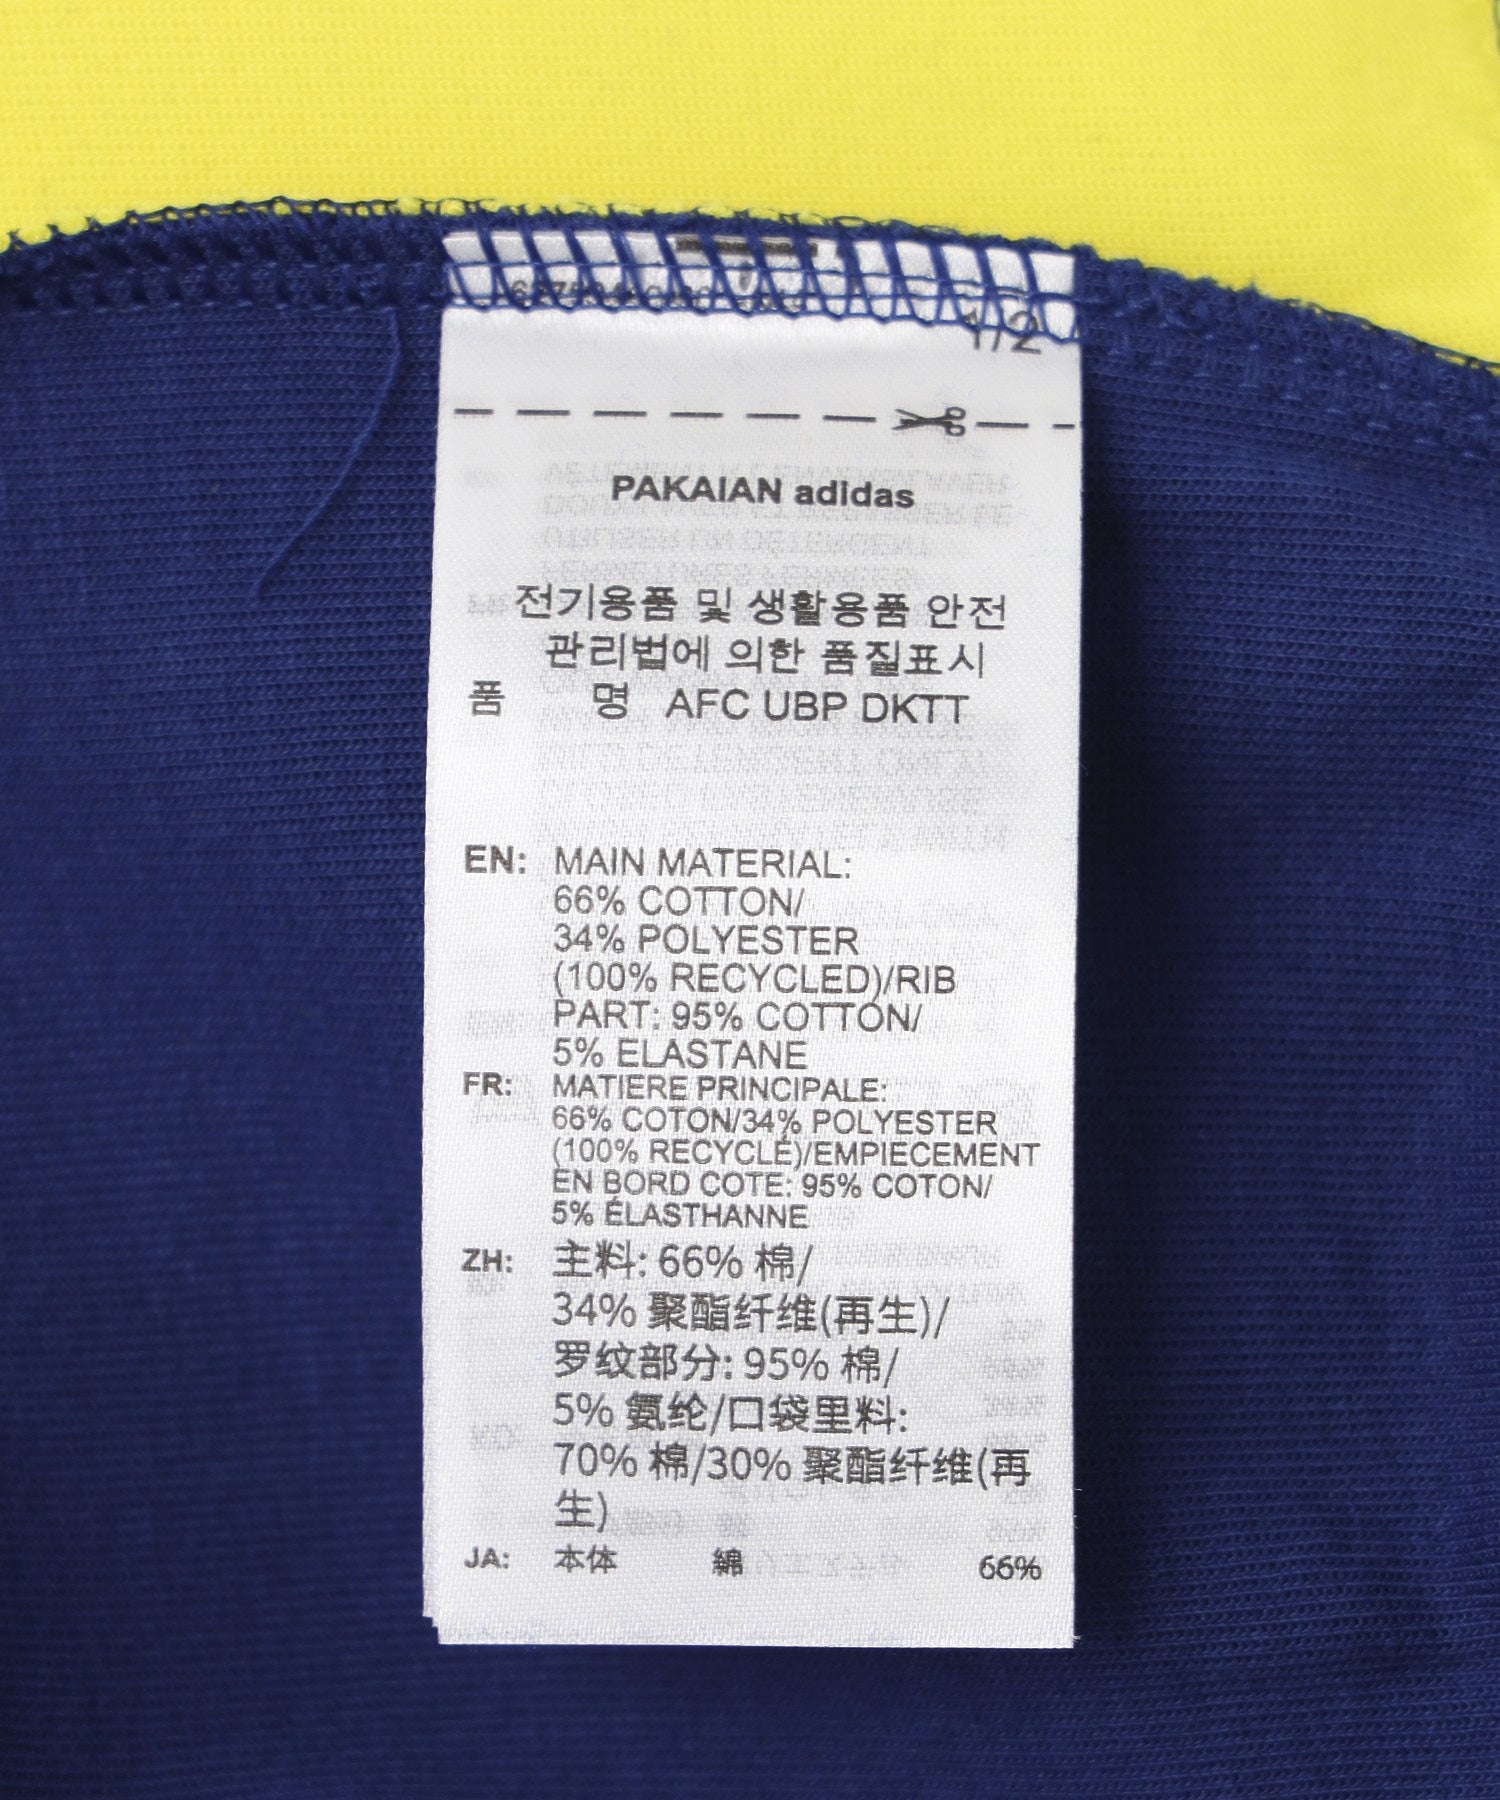 1/2
PAKAIAN adidas
전기용품 및 생활용품 안전
관리법에 의한 품질표시
품 명 AFC UBP DKTT
EN: MAIN MATERIAL:
66% COTTON/
34% POLYESTER
(100% RECYCLED)/RIB
PART: 95% COTTON/
5% ELASTANE
FR: MATIERE PRINCIPALE:
66% COTON/34% POLYESTER
(100% RECYCLÉ)/EMPIECEMENT
EN BORD COTE: 95% COTON/
5% ÉLASTHANNE
ZH: 主料: 66% 棉/
34% 聚酯纤维(再生)/
罗纹部分: 95% 棉/
5% 氨纶/口袋里料:
70% 棉/30% 聚酯纤维(再
生)
JA: 本体 綿 66%